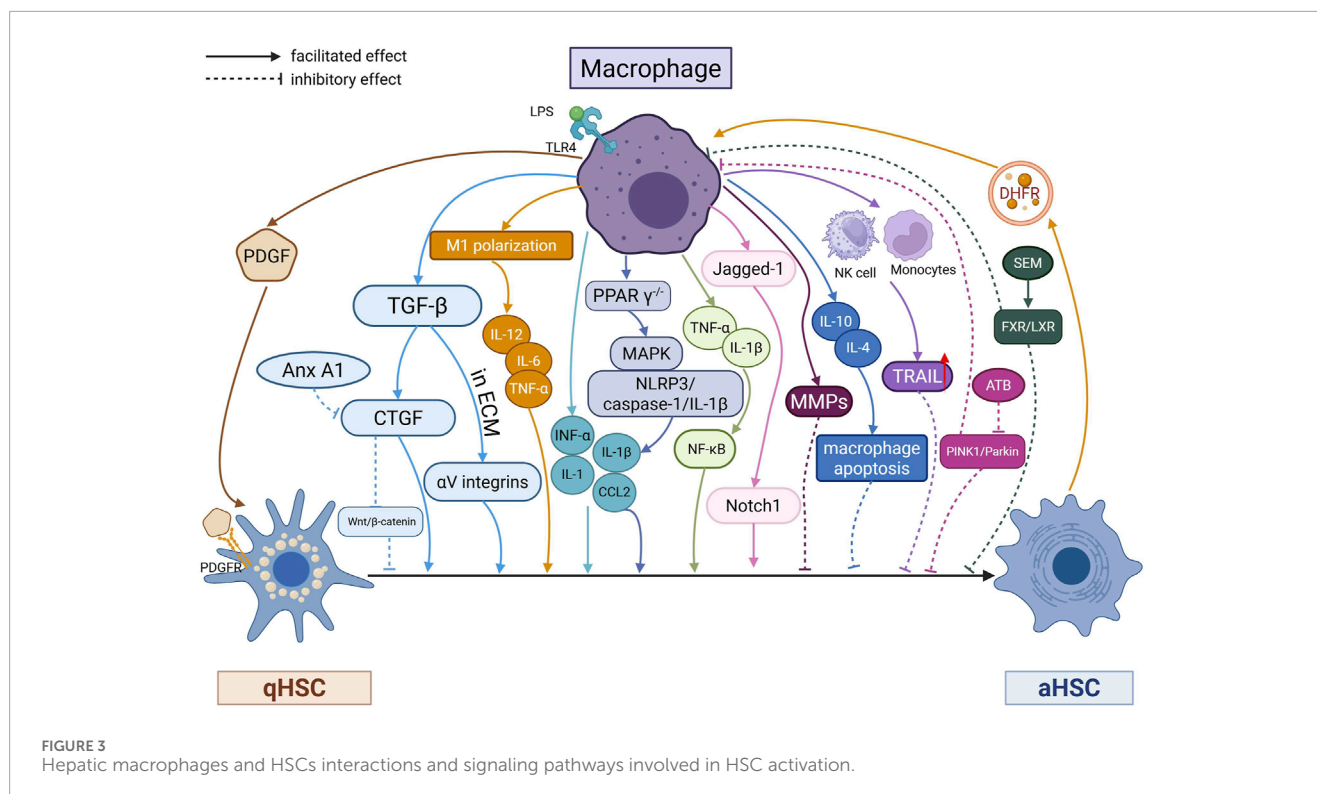 facilitated effect
inhibitory effect
Macrophage
LPS
TLR4
DHFR
PDGF
M1 polarization
NK cell
Monocytes
SEM
Jagged-1
PPAR γ-/-
TGF-β
IL-12
IL-6
TNF-α
TNF-α
IL-1β
IL-10
IL-4
FXR/LXR
MAPK
Anx A1
in ECM
NLRP3/
caspase-1/IL-1β
TRAIL
ATB
MMPs
CTGF
INF-α
IL-1
IL-1β
CCL2
NF-κB
macrophage
apoptosis
PINK1/Parkin
αV integrins
Notch1
Wnt/β-catenin
PDGFR
qHSC
aHSC
FIGURE 3
Hepatic macrophages and HSCs interactions and signaling pathways involved in HSC activation.